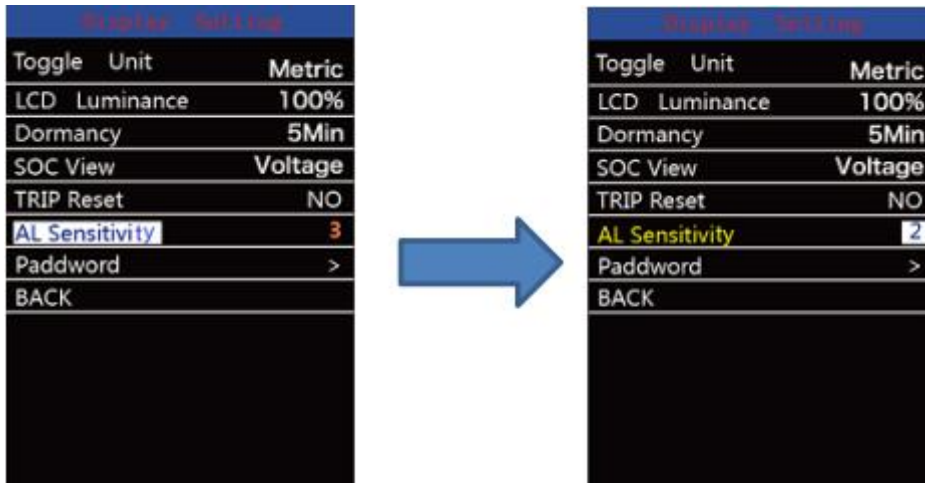 Display Setting
Toggle Unit Metric
LCD Luminance 100%
Dormancy 5Min
SOC View Voltage
TRIP Reset NO
AL Sensitivity 3
Paddword >
BACK
Display Setting
Toggle Unit Metric
LCD Luminance 100%
Dormancy 5Min
SOC View Voltage
TRIP Reset NO
AL Sensitivity 2
Paddword >
BACK